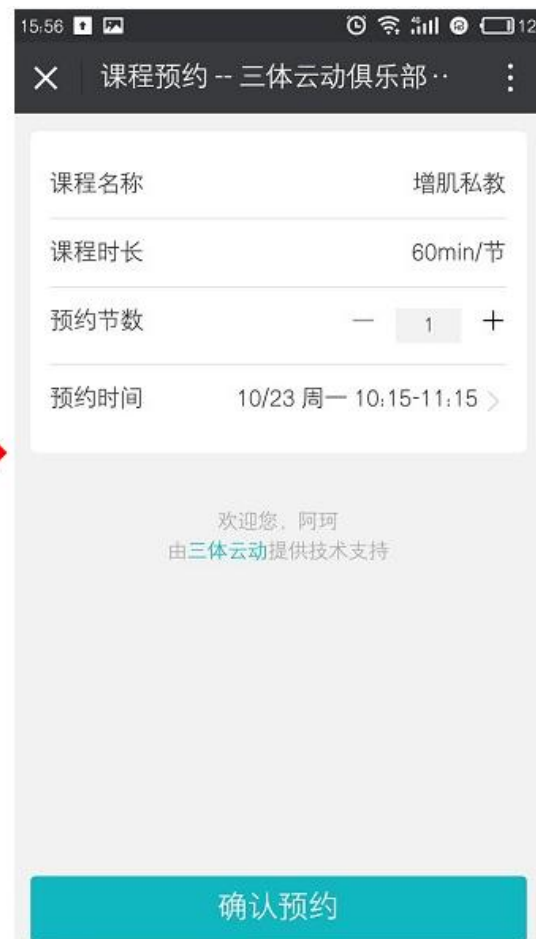 15:56 12
课程预约 -- 三体云动俱乐部··
课程名称 增肌私教
课程时长 60min/节
预约节数 — 1 +
预约时间 10/23 周一 10:15-11:15 >
欢迎您，阿珂
由三体云动提供技术支持
确认预约